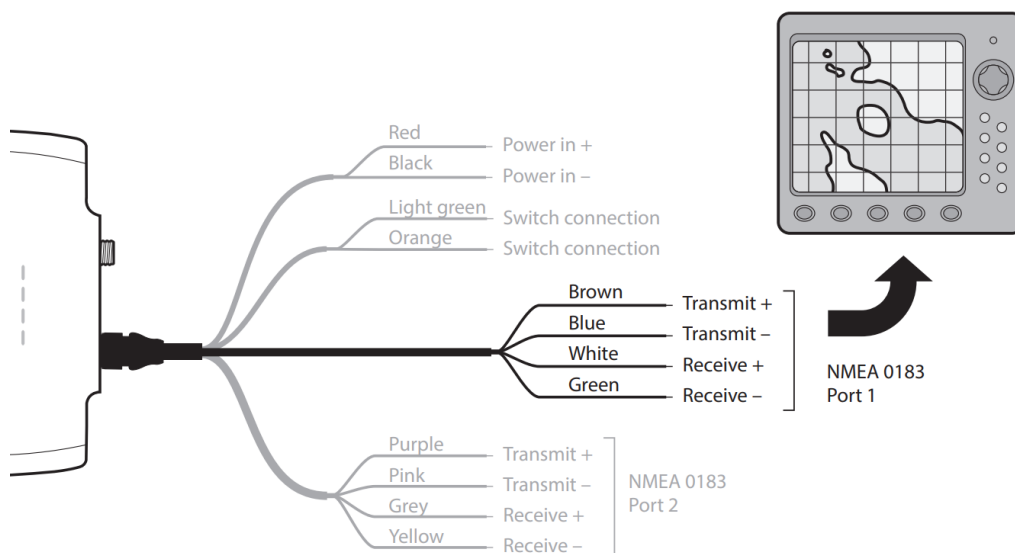 Red
Power in +
Black
Power in –
Light green
Switch connection
Orange
Switch connection
Brown
Transmit +
Blue
Transmit –
White
Receive +
Green
Receive –
NMEA 0183
Port 1
Purple
Transmit +
Pink
Transmit –
Grey
Receive +
Yellow
Receive –
NMEA 0183
Port 2